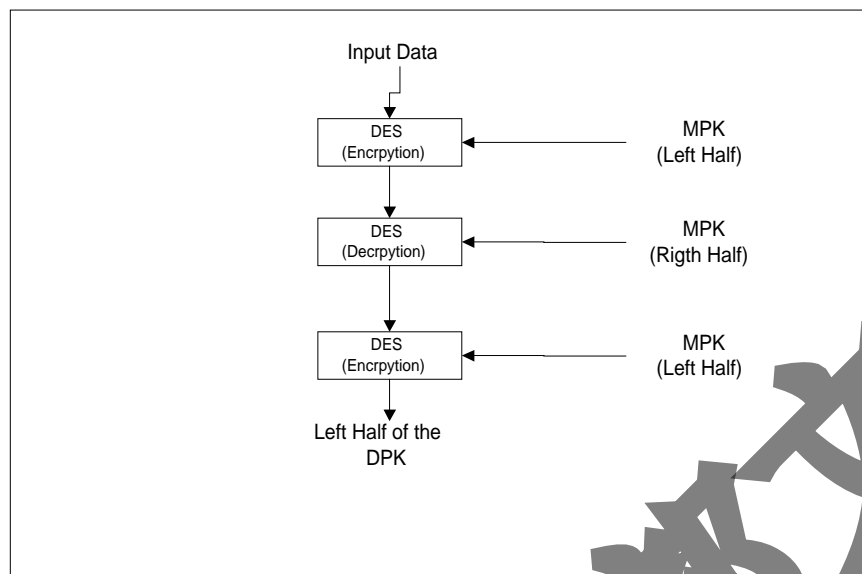 Input Data
DES
(Encrpytion)
MPK
(Left Half)
DES
(Decrpytion)
MPK
(Rigth Half)
DES
(Encrpytion)
MPK
(Left Half)
Left Half of the
DPK